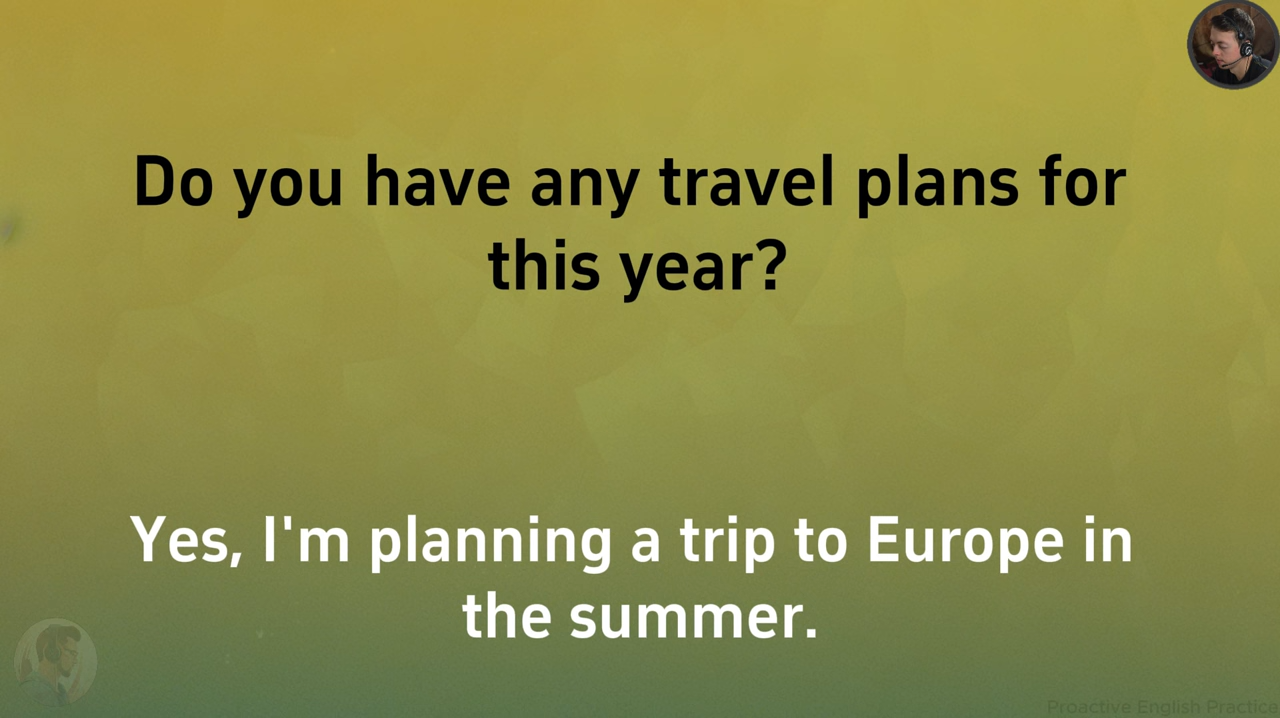 Do you have any travel plans for
this year?
Yes, I'm planning a trip to Europe in
the summer.
Proactive English Practice